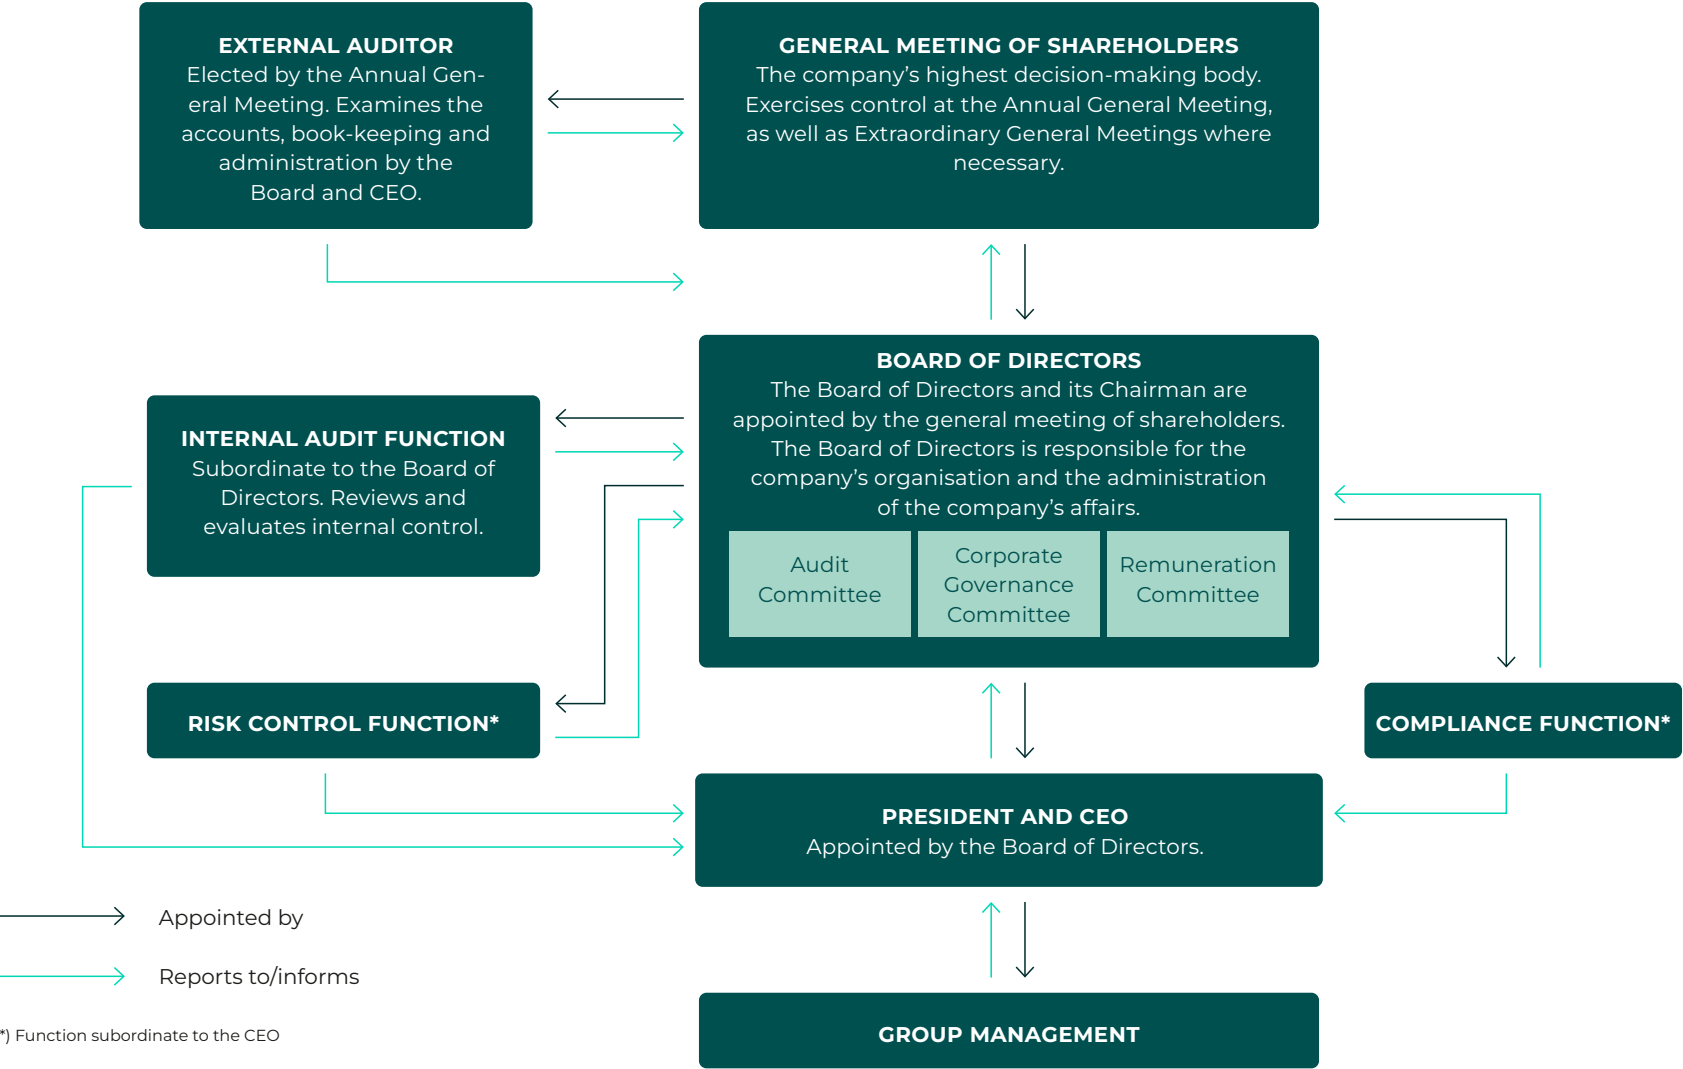 EXTERNAL AUDITOR
Elected by the Annual Gen-
eral Meeting. Examines the
accounts, book-keeping and
administration by the
Board and CEO.
GENERAL MEETING OF SHAREHOLDERS
The company’s highest decision-making body.
Exercises control at the Annual General Meeting,
as well as Extraordinary General Meetings where
necessary.
BOARD OF DIRECTORS
The Board of Directors and its Chairman are
appointed by the general meeting of shareholders.
The Board of Directors is responsible for the
company’s organisation and the administration
of the company’s affairs.
Audit
Committee
Corporate
Governance
Committee
Remuneration
Committee
INTERNAL AUDIT FUNCTION
Subordinate to the Board of
Directors. Reviews and
evaluates internal control.
RISK CONTROL FUNCTION*
COMPLIANCE FUNCTION*
PRESIDENT AND CEO
Appointed by the Board of Directors.
GROUP MANAGEMENT
Appointed by
Reports to/informs
*) Function subordinate to the CEO